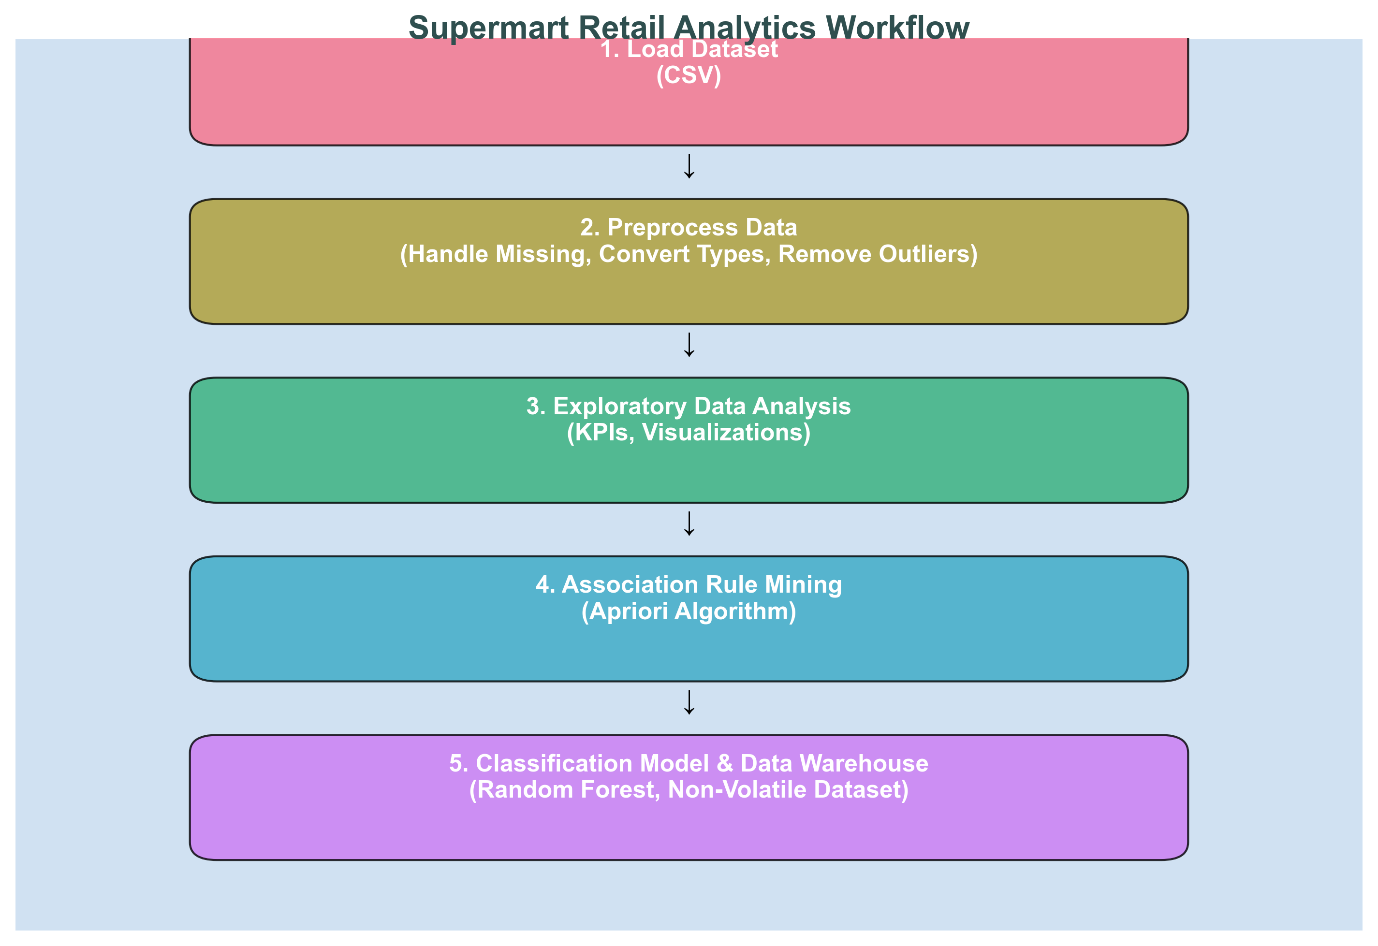 Supermart Retail Analytics Workflow
1. Load Dataset
(CSV)
↓
2. Preprocess Data
(Handle Missing, Convert Types, Remove Outliers)
↓
3. Exploratory Data Analysis
(KPIs, Visualizations)
↓
4. Association Rule Mining
(Apriori Algorithm)
↓
5. Classification Model & Data Warehouse
(Random Forest, Non-Volatile Dataset)